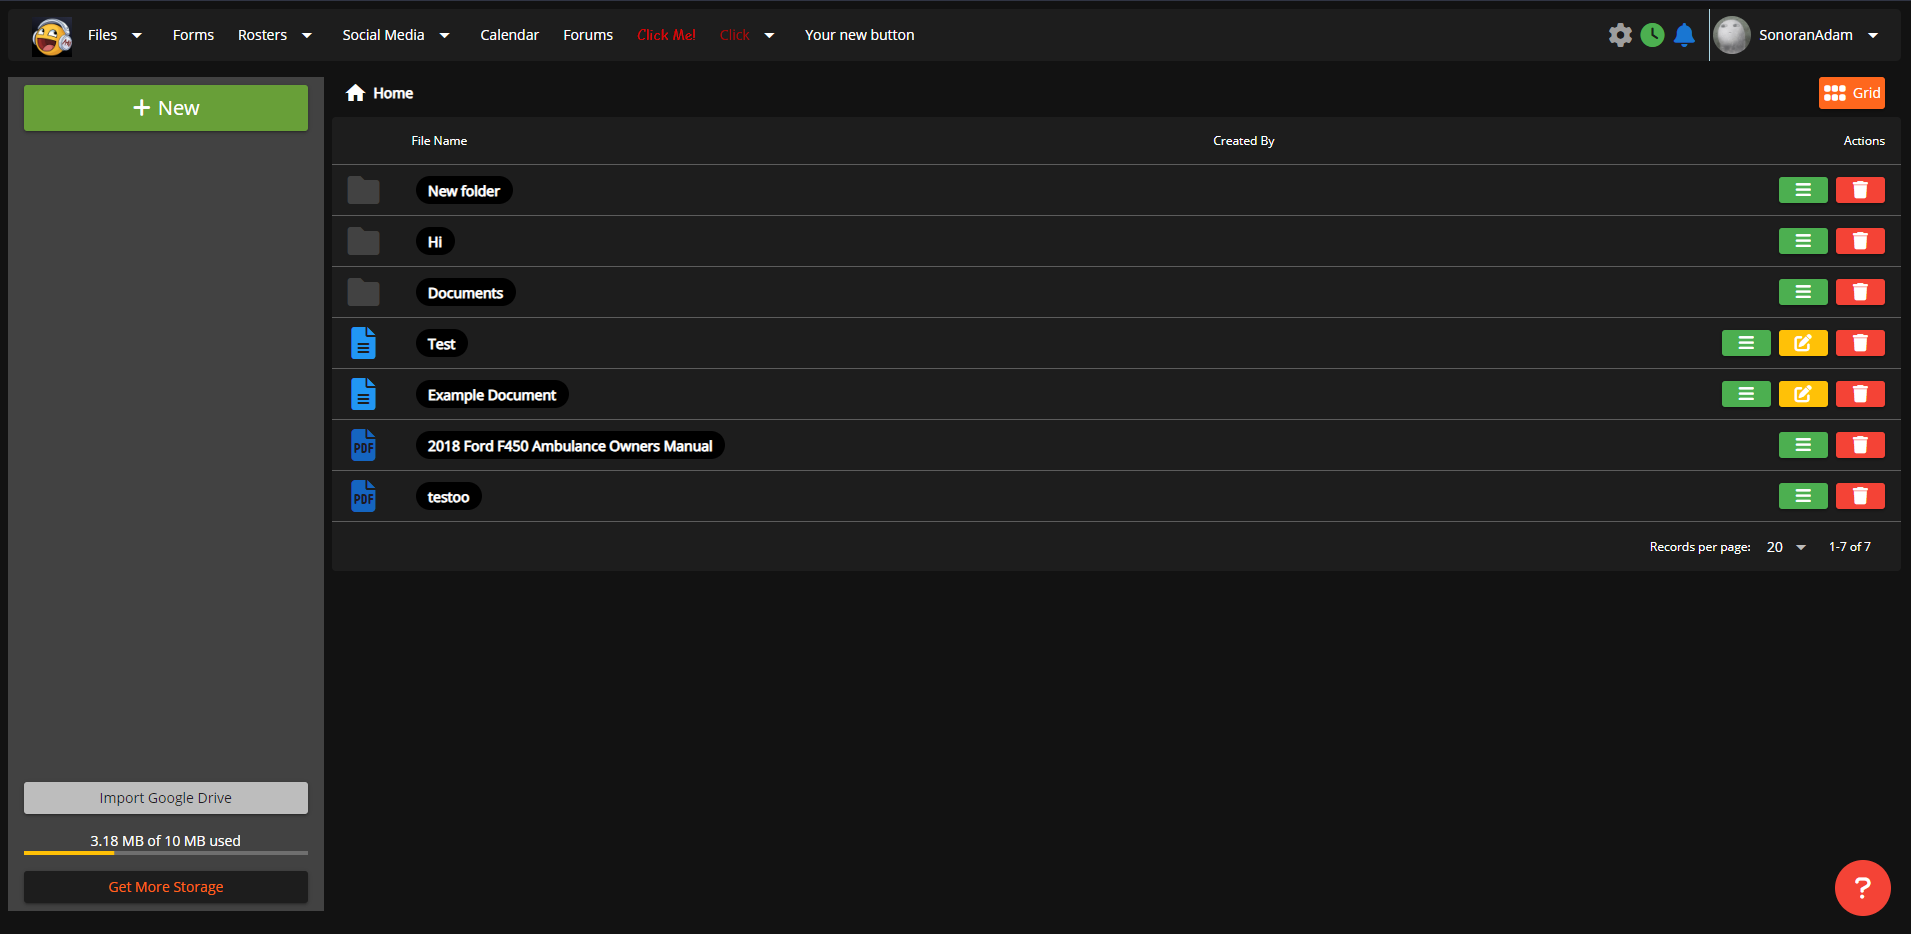 Files Forms Rosters Social Media Calendar Forums Click Me! Click Your new button SonoranAdam
New
Home
Grid
File Name Created By Actions
New folder
Hi
Documents
Test
Example Document
PDF 2018 Ford F450 Ambulance Owners Manual
PDF testoo
Records per page: 20 1-7 of 7
Import Google Drive
3.18 MB of 10 MB used
Get More Storage
?